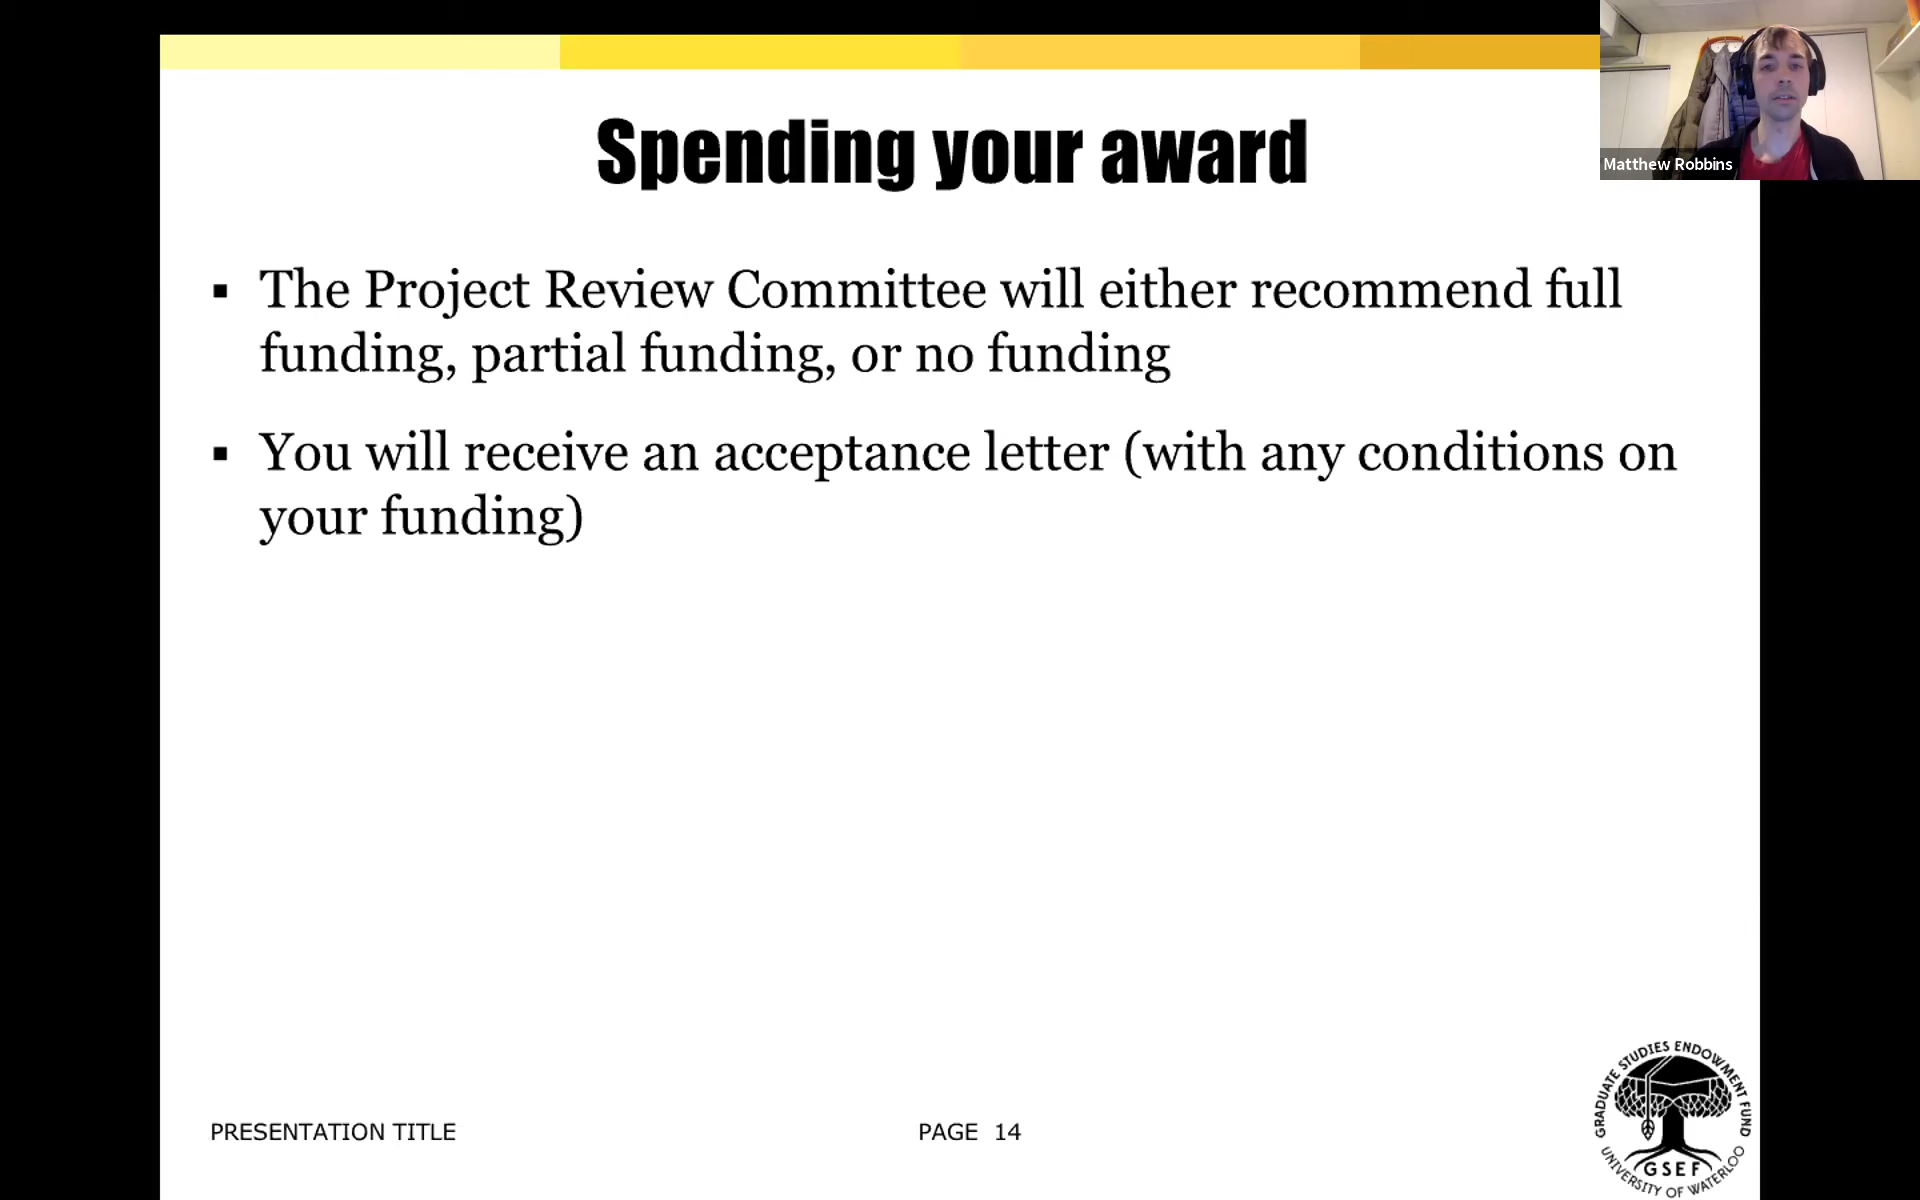 Matthew Robbins
Spending your award
▪ The Project Review Committee will either recommend full
funding, partial funding, or no funding
▪ You will receive an acceptance letter (with any conditions on
your funding)
PRESENTATION TITLE
PAGE 14
GRADUATE STUDIES ENDOWMENT FUND
GSEF
UNIVERSITY OF WATERLOO